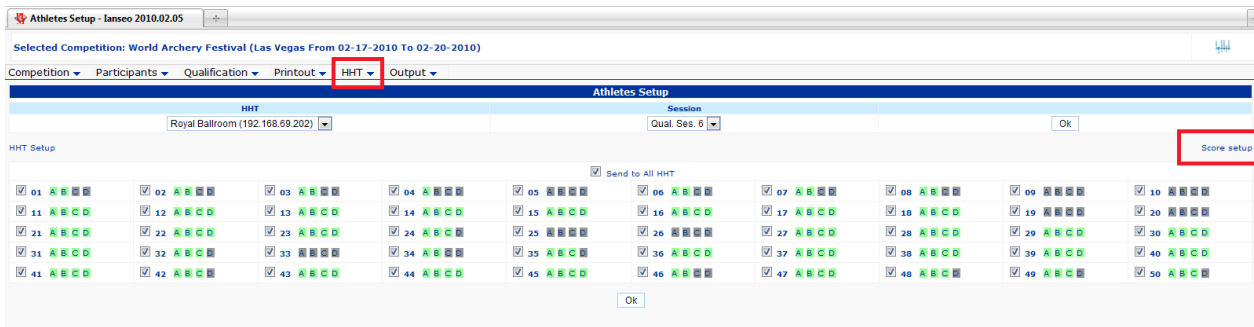 Athletes Setup - Ianseo 2010.02.05
Selected Competition: World Archery Festival (Las Vegas From 02-17-2010 To 02-20-2010)
Competition Participants Qualification Printout HHT Output
Athletes Setup
HHT Session
Royal Ballroom (192.168.69.202) Qual. Ses. 6 Ok
HHT Setup Score setup
Send to All HHT
01 A B C D 02 A B C D 03 A B C D 04 A B C D 05 A B C D 06 A B C D 07 A B C D 08 A B C D 09 A B C D 10 A B C D
11 A B C D 12 A B C D 13 A B C D 14 A B C D 15 A B C D 16 A B C D 17 A B C D 18 A B C D 19 A B C D 20 A B C D
21 A B C D 22 A B C D 23 A B C D 24 A B C D 25 A B C D 26 A B C D 27 A B C D 28 A B C D 29 A B C D 30 A B C D
31 A B C D 32 A B C D 33 A B C D 34 A B C D 35 A B C D 36 A B C D 37 A B C D 38 A B C D 39 A B C D 40 A B C D
41 A B C D 42 A B C D 43 A B C D 44 A B C D 45 A B C D 46 A B C D 47 A B C D 48 A B C D 49 A B C D 50 A B C D
Ok